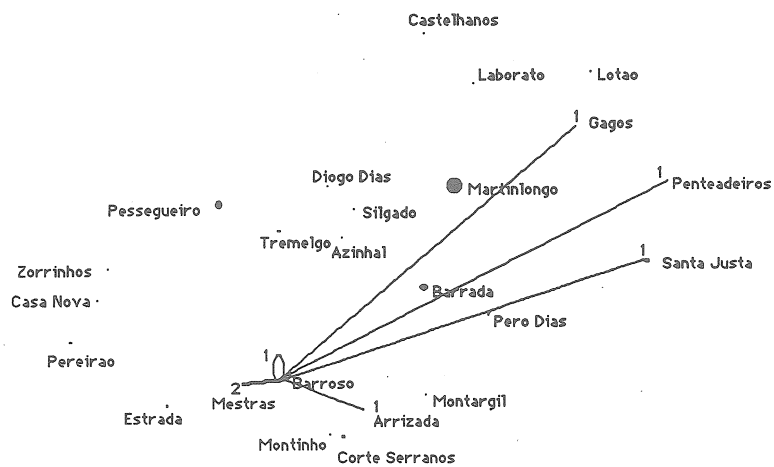 Castelhanos
Laborato
Lotao
1
Gagos
Diogo Dias
Martinlongo
1
Penteadeiros
Pessegueiro
Silgado
Tremelgo
Azinhal
1
Santa Justa
Zorrinhos
Casa Nova
Barrada
Pero Dias
Pereirao
1
Barroso
2
Mestras
Estrada
1
Arrizada
Montargil
Montinho
Corte Serranos